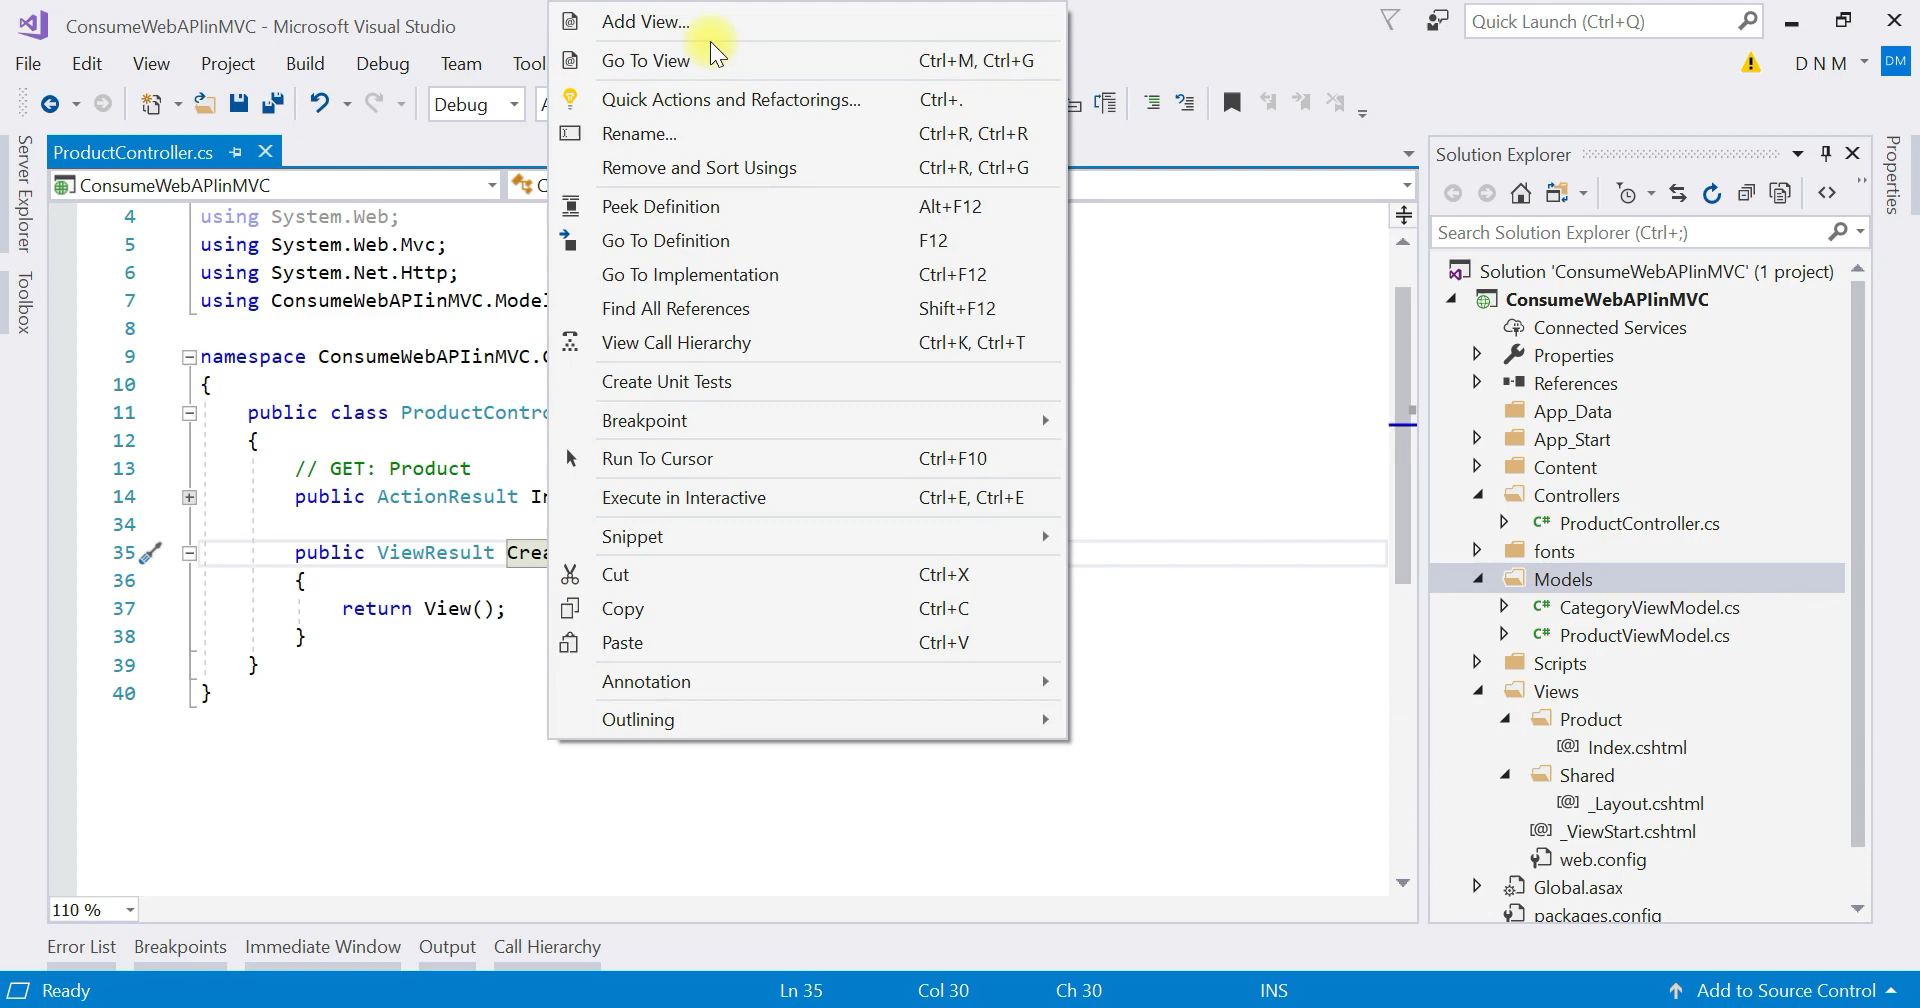 ConsumeWebAPIinMVC - Microsoft Visual Studio
Quick Launch (Ctrl+Q)
File Edit View Project Build Debug Team Tool
D N M DM
Debug
Server Explorer
Toolbox
ProductController.cs
ConsumeWebAPIinMVC
4 using System.Web;
5 using System.Web.Mvc;
6 using System.Net.Http;
7 using ConsumeWebAPIinMVC.Model
8
9 namespace ConsumeWebAPIinMVC.C
10 {
11 public class ProductContro
12 {
13 // GET: Product
14 public ActionResult In
34
35 public ViewResult Crea
36 {
37 return View();
38 }
39 }
40 }
110 %
Add View...
Go To View Ctrl+M, Ctrl+G
Quick Actions and Refactorings... Ctrl+.
Rename... Ctrl+R, Ctrl+R
Remove and Sort Usings Ctrl+R, Ctrl+G
Peek Definition Alt+F12
Go To Definition F12
Go To Implementation Ctrl+F12
Find All References Shift+F12
View Call Hierarchy Ctrl+K, Ctrl+T
Create Unit Tests
Breakpoint
Run To Cursor Ctrl+F10
Execute in Interactive Ctrl+E, Ctrl+E
Snippet
Cut Ctrl+X
Copy Ctrl+C
Paste Ctrl+V
Annotation
Outlining
Solution Explorer
Search Solution Explorer (Ctrl+;)
Solution 'ConsumeWebAPIinMVC' (1 project)
ConsumeWebAPIinMVC
Connected Services
Properties
References
App_Data
App_Start
Content
Controllers
C# ProductController.cs
fonts
Models
C# CategoryViewModel.cs
C# ProductViewModel.cs
Scripts
Views
Product
[@] Index.cshtml
Shared
[@] _Layout.cshtml
[@] _ViewStart.cshtml
web.config
Global.asax
packages.config
Properties
Error List Breakpoints Immediate Window Output Call Hierarchy
Ready Ln 35 Col 30 Ch 30 INS Add to Source Control